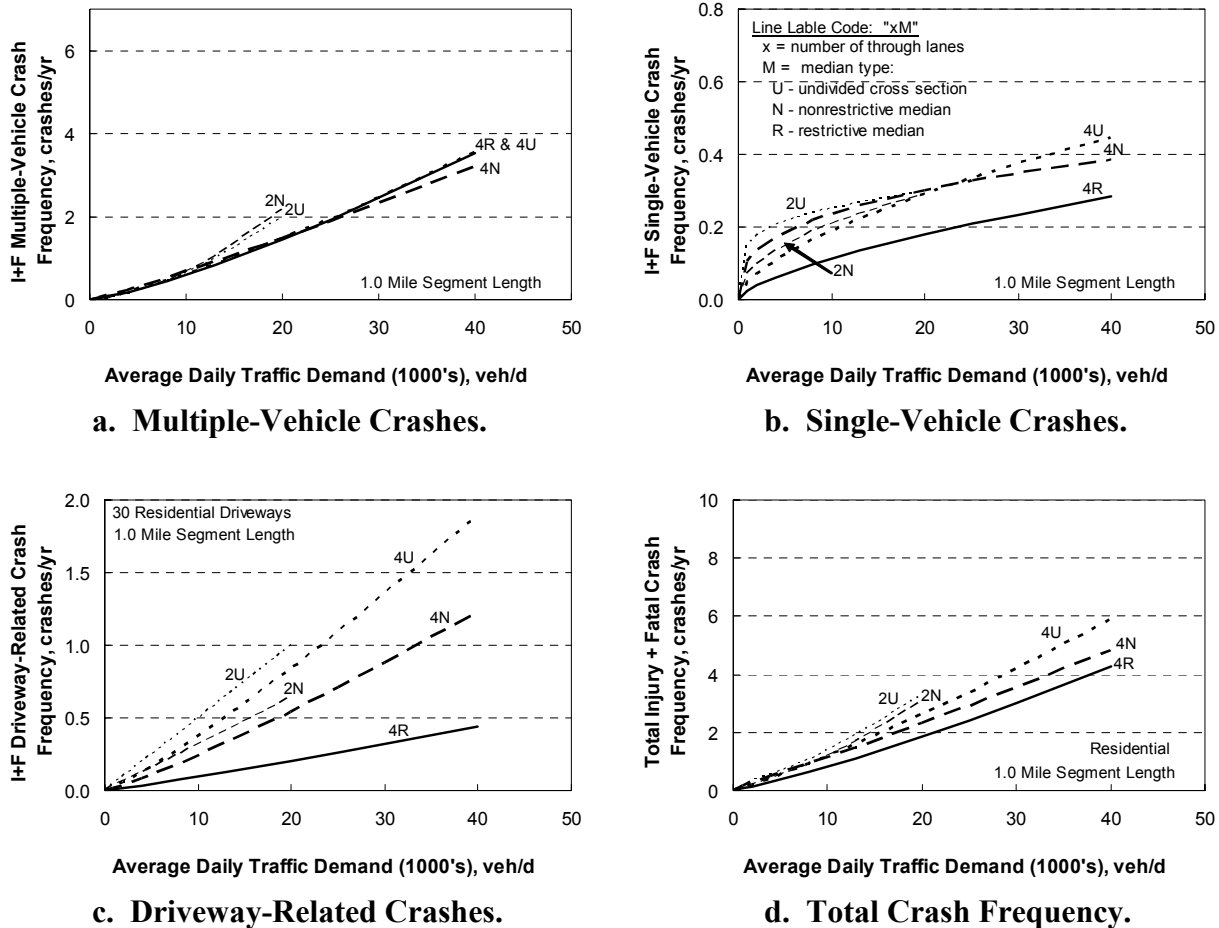 I+F Multiple-Vehicle Crash
Frequency, crashes/yr
6
4
2
0
0 10 20 30 40 50
4R & 4U
4N
2N
2U
1.0 Mile Segment Length
Average Daily Traffic Demand (1000's), veh/d
a. Multiple-Vehicle Crashes.
I+F Single-Vehicle Crash
Frequency, crashes/yr
0.8
0.6
0.4
0.2
0.0
0 10 20 30 40 50
Line Lable Code: "xM"
x = number of through lanes
M = median type:
U - undivided cross section
N - nonrestrictive median
R - restrictive median
4U
4N
2U
4R
2N
1.0 Mile Segment Length
Average Daily Traffic Demand (1000's), veh/d
b. Single-Vehicle Crashes.
I+F Driveway-Related Crash
Frequency, crashes/yr
2.0
1.5
1.0
0.5
0.0
0 10 20 30 40 50
30 Residential Driveways
1.0 Mile Segment Length
4U
4N
2U
2N
4R
Average Daily Traffic Demand (1000's), veh/d
c. Driveway-Related Crashes.
Total Injury + Fatal Crash
Frequency, crashes/yr
10
8
6
4
2
0
0 10 20 30 40 50
4U
4N
2U
2N
4R
Residential
1.0 Mile Segment Length
Average Daily Traffic Demand (1000's), veh/d
d. Total Crash Frequency.